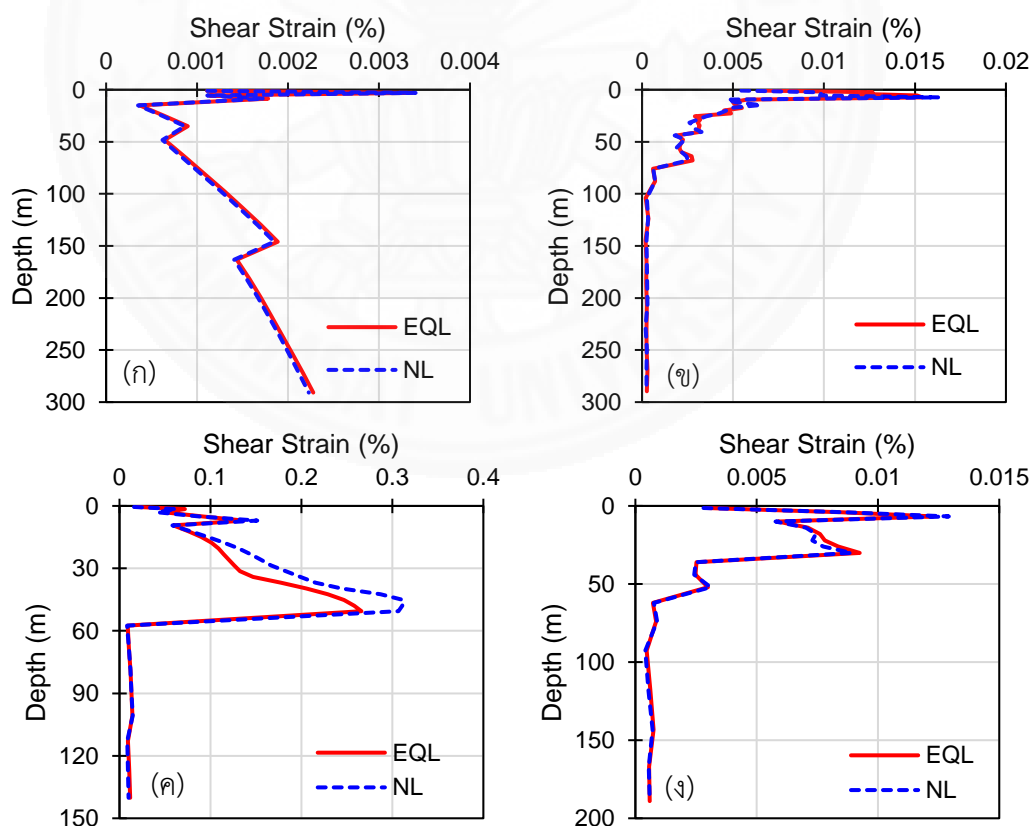 Shear Strain (%)
0 0.001 0.002 0.003 0.004
0
50
100
150
200
250
300
Depth (m)
EQL
NL
(ก)
Shear Strain (%)
0 0.005 0.01 0.015 0.02
0
50
100
150
200
250
300
Depth (m)
EQL
NL
(ข)
Shear Strain (%)
0 0.1 0.2 0.3 0.4
0
30
60
90
120
150
Depth (m)
EQL
NL
(ค)
Shear Strain (%)
0 0.005 0.01 0.015
0
50
100
150
200
Depth (m)
EQL
NL
(ง)